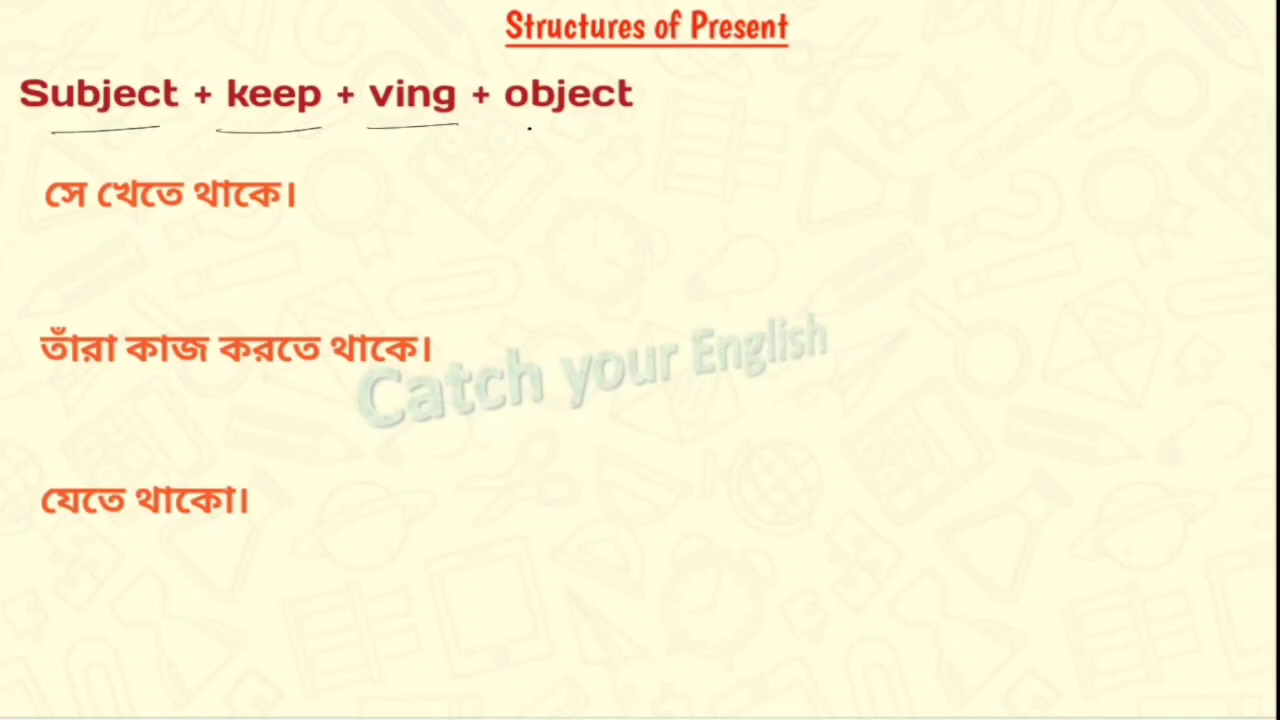 Structures of Present
Subject + keep + ving + object
সে খেতে থাকে।
তাঁরা কাজ করতে থাকে।
Catch your English
যেতে থাকো।